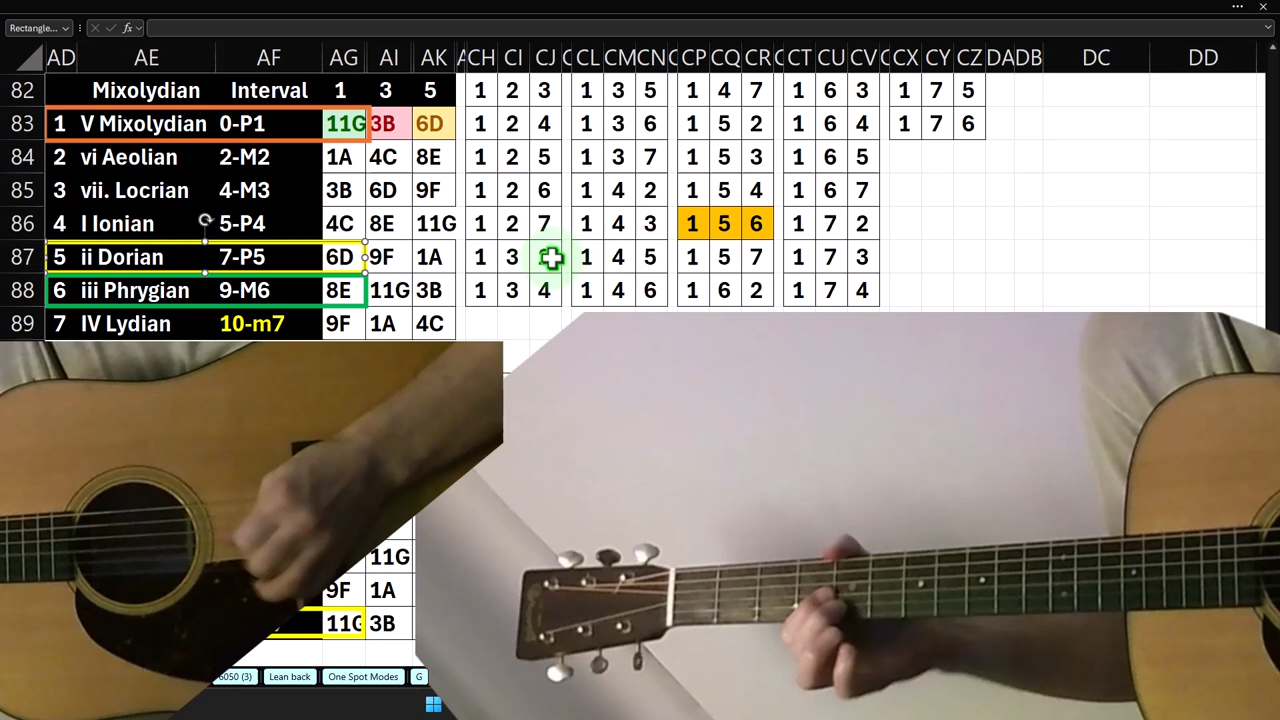 Rectangle...
fx
AD AE AF AG AI AK CH CI CJ C CL CM CN C CP CQ CR C CT CU CV C CX CY CZ DA DB DC DD
82 Mixolydian Interval 1 3 5 1 2 3 1 3 5 1 4 7 1 6 3 1 7 5
83 1 V Mixolydian 0-P1 11G 3B 6D 1 2 4 1 3 6 1 5 2 1 6 4 1 7 6
84 2 vi Aeolian 2-M2 1A 4C 8E 1 2 5 1 3 7 1 5 3 1 6 5
85 3 vii. Locrian 4-M3 3B 6D 9F 1 2 6 1 4 2 1 5 4 1 6 7
86 4 I Ionian 5-P4 4C 8E 11G 1 2 7 1 4 3 1 5 6 1 7 2
87 5 ii Dorian 7-P5 6D 9F 1A 1 3 1 4 5 1 5 7 1 7 3
88 6 iii Phrygian 9-M6 8E 11G 3B 1 3 4 1 4 6 1 6 2 1 7 4
89 7 IV Lydian 10-m7 9F 1A 4C
11G
9F 1A
11G 3B
6050 (3) Lean back One Spot Modes G